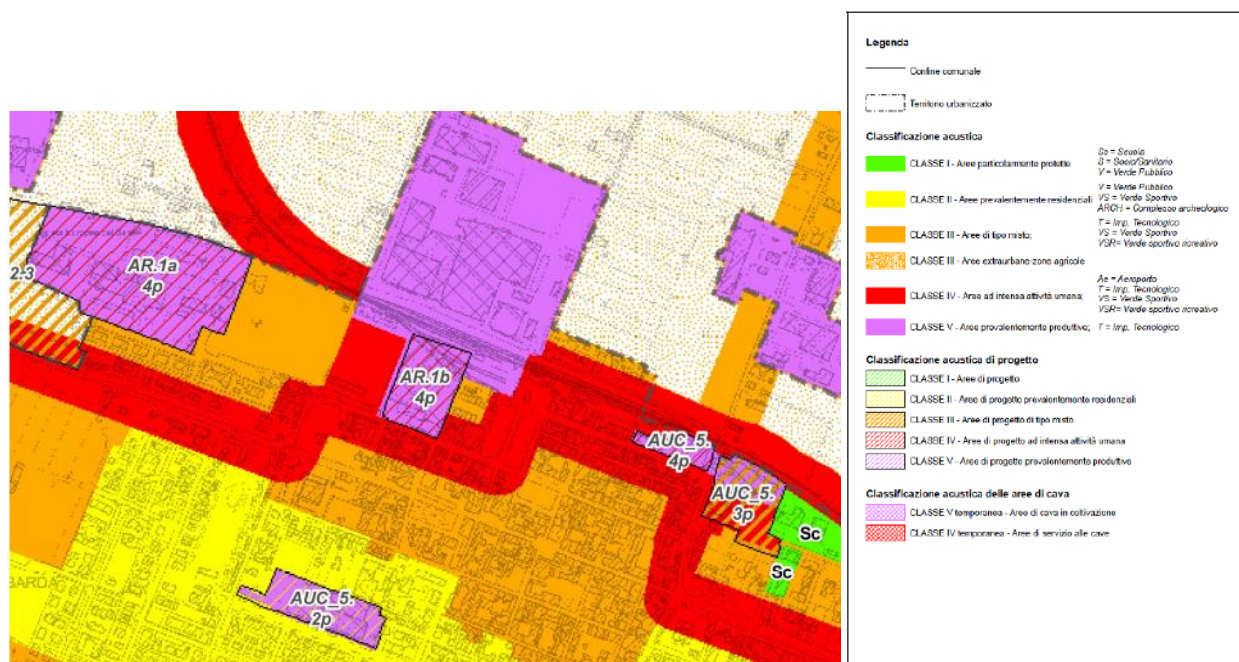 Legenda
Confine comunale
Territorio urbanizzato
Classificazione acustica
Sc = Scuola
S = Socio/Sanitario
V = Verde Pubblico
CLASSE I - Aree particolarmente protette
V = Verde Pubblico
VS = Verde Sportivo
ARCH = Complesso archeologico
CLASSE II - Aree prevalentemente residenziali
T = Imp. Tecnologico
VS = Verde Sportivo
VSR= Verde sportivo ricreativo
CLASSE III - Aree di tipo misto;
CLASSE III - Aree extraurbane-zone agricole
Ae = Aeroporto
T = Imp. Tecnologico
VS = Verde Sportivo
VSR= Verde sportivo ricreativo
CLASSE IV - Aree ad intensa attività umana;
CLASSE V - Aree prevalentemente produttive;
T = Imp. Tecnologico
Classificazione acustica di progetto
CLASSE I - Aree di progetto
CLASSE II - Aree di progetto prevalentemente residenziali
CLASSE III - Aree di progetto di tipo misto
CLASSE IV - Aree di progetto ad intensa attività umana
CLASSE V - Aree di progetto prevalentemente produttive
Classificazione acustica delle aree di cava
CLASSE V temporanea - Aree di cava in coltivazione
CLASSE IV temporanea - Aree di servizio alle cave
AR.1a
4p
2.3
AR.1b
4p
AUC_5.
4p
AUC_5.
3p
Sc
Sc
AUC_5.
2p
BARDA